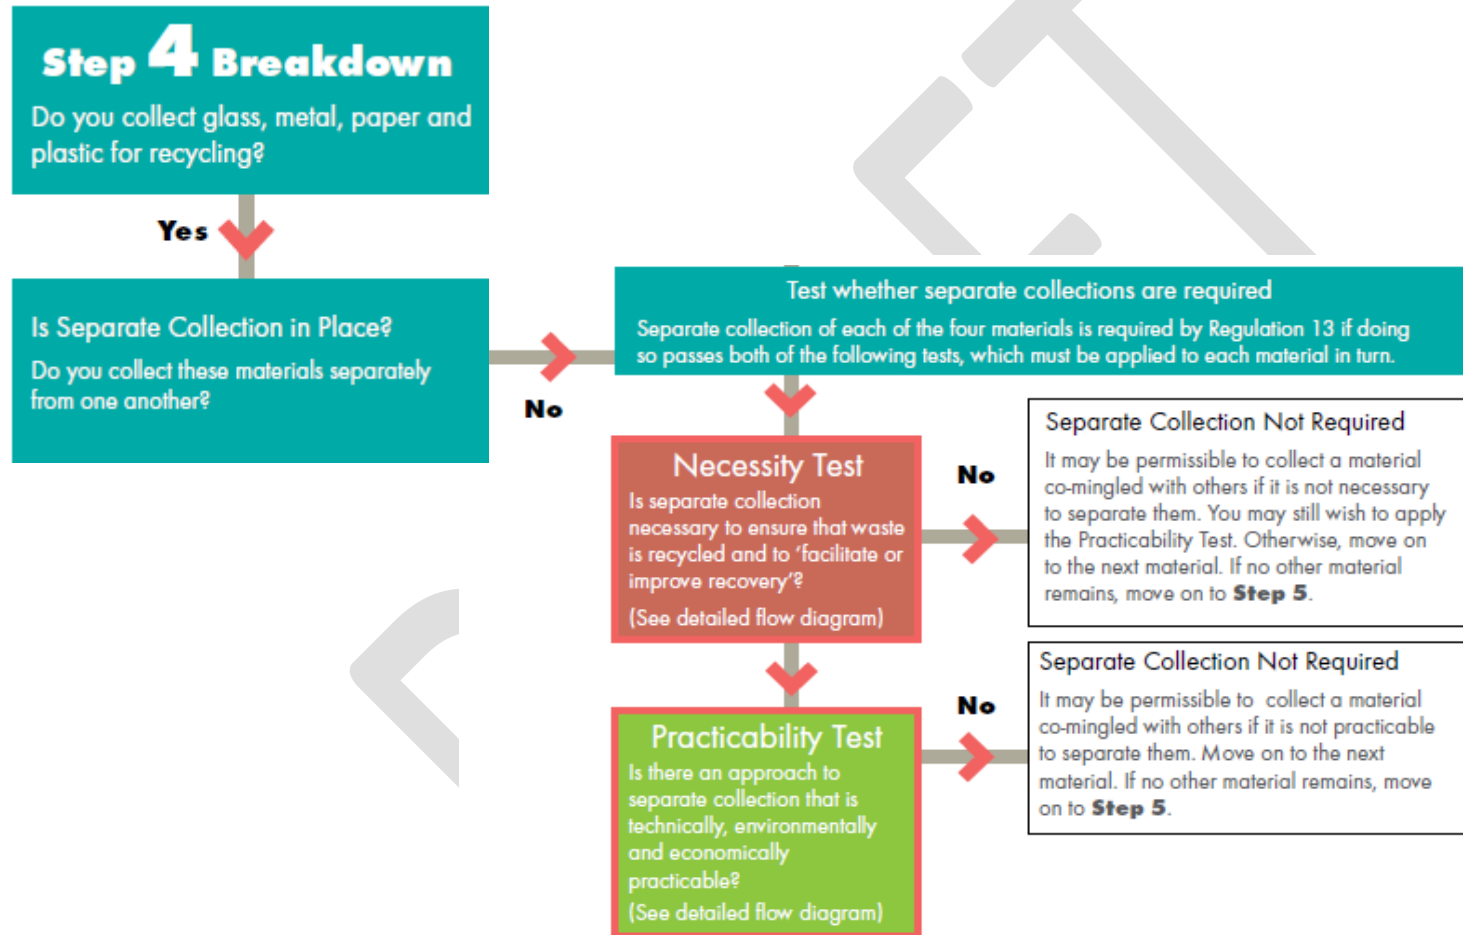 Step 4 Breakdown
Do you collect glass, metal, paper and
plastic for recycling?
Yes
Is Separate Collection in Place?
Do you collect these materials separately
from one another?
No
Test whether separate collections are required
Separate collection of each of the four materials is required by Regulation 13 if doing
so passes both of the following tests, which must be applied to each material in turn.
Necessity Test
Is separate collection
necessary to ensure that waste
is recycled and to ‘facilitate or
improve recovery’?
(See detailed flow diagram)
No
Separate Collection Not Required
It may be permissible to collect a material
co-mingled with others if it is not necessary
to separate them. You may still wish to apply
the Practicability Test. Otherwise, move on
to the next material. If no other material
remains, move on to Step 5.
Practicability Test
Is there an approach to
separate collection that is
technically, environmentally
and economically
practicable?
(See detailed flow diagram)
No
Separate Collection Not Required
It may be permissible to collect a material
co-mingled with others if it is not practicable
to separate them. Move on to the next
material. If no other material remains, move
on to Step 5.